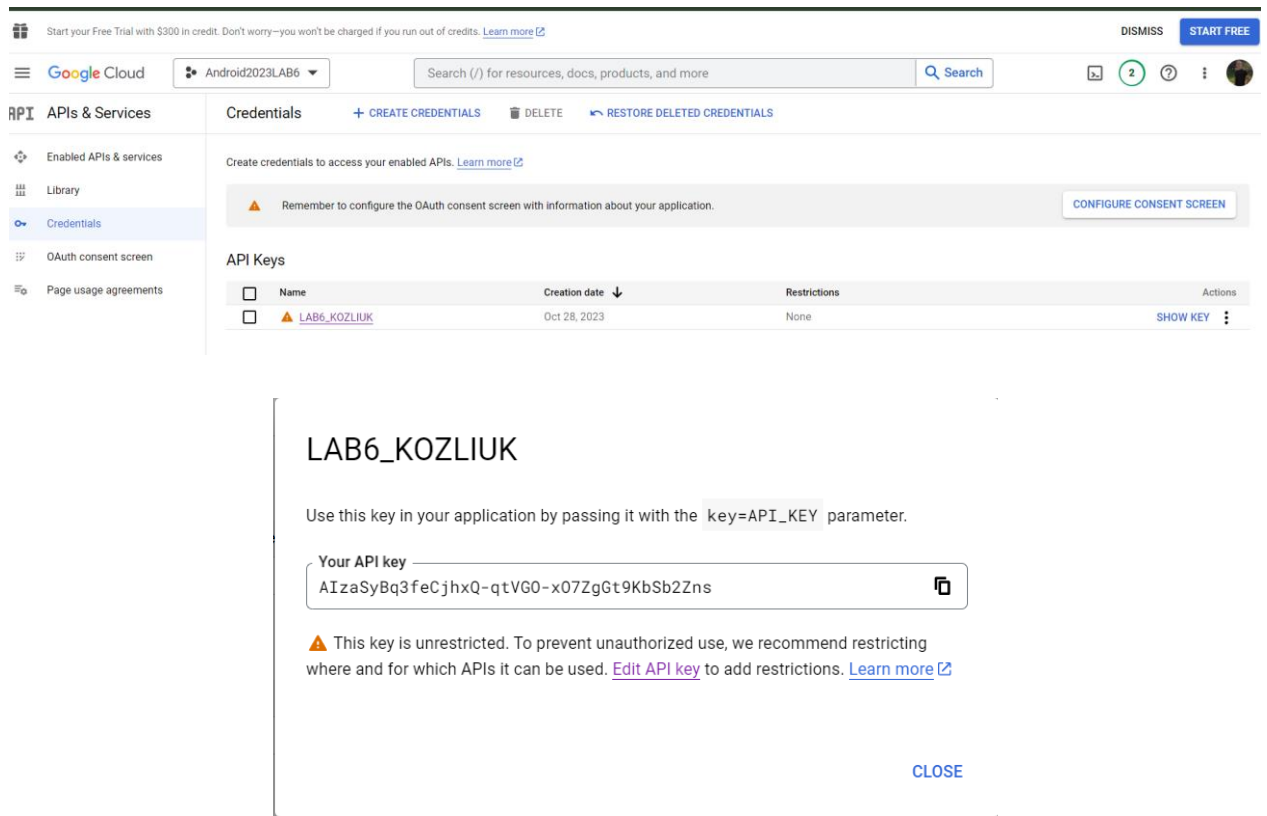 Start your Free Trial with $300 in credit. Don't worry—you won't be charged if you run out of credits. Learn more
DISMISS
START FREE
Google Cloud
Android2023LAB6
Search (/) for resources, docs, products, and more
Search
2
API APIs & Services
Credentials
+ CREATE CREDENTIALS
DELETE
RESTORE DELETED CREDENTIALS
Enabled APIs & services
Library
Credentials
OAuth consent screen
Page usage agreements
Create credentials to access your enabled APIs. Learn more
Remember to configure the OAuth consent screen with information about your application.
CONFIGURE CONSENT SCREEN
API Keys
Name Creation date Restrictions Actions
LAB6_KOZLIUK Oct 28, 2023 None SHOW KEY
LAB6_KOZLIUK
Use this key in your application by passing it with the key=API_KEY parameter.
Your API key
AIzaSyBq3feCjhxQ-qtVGO-xO7ZgGt9KbSb2Zns
This key is unrestricted. To prevent unauthorized use, we recommend restricting
where and for which APIs it can be used. Edit API key to add restrictions. Learn more
CLOSE